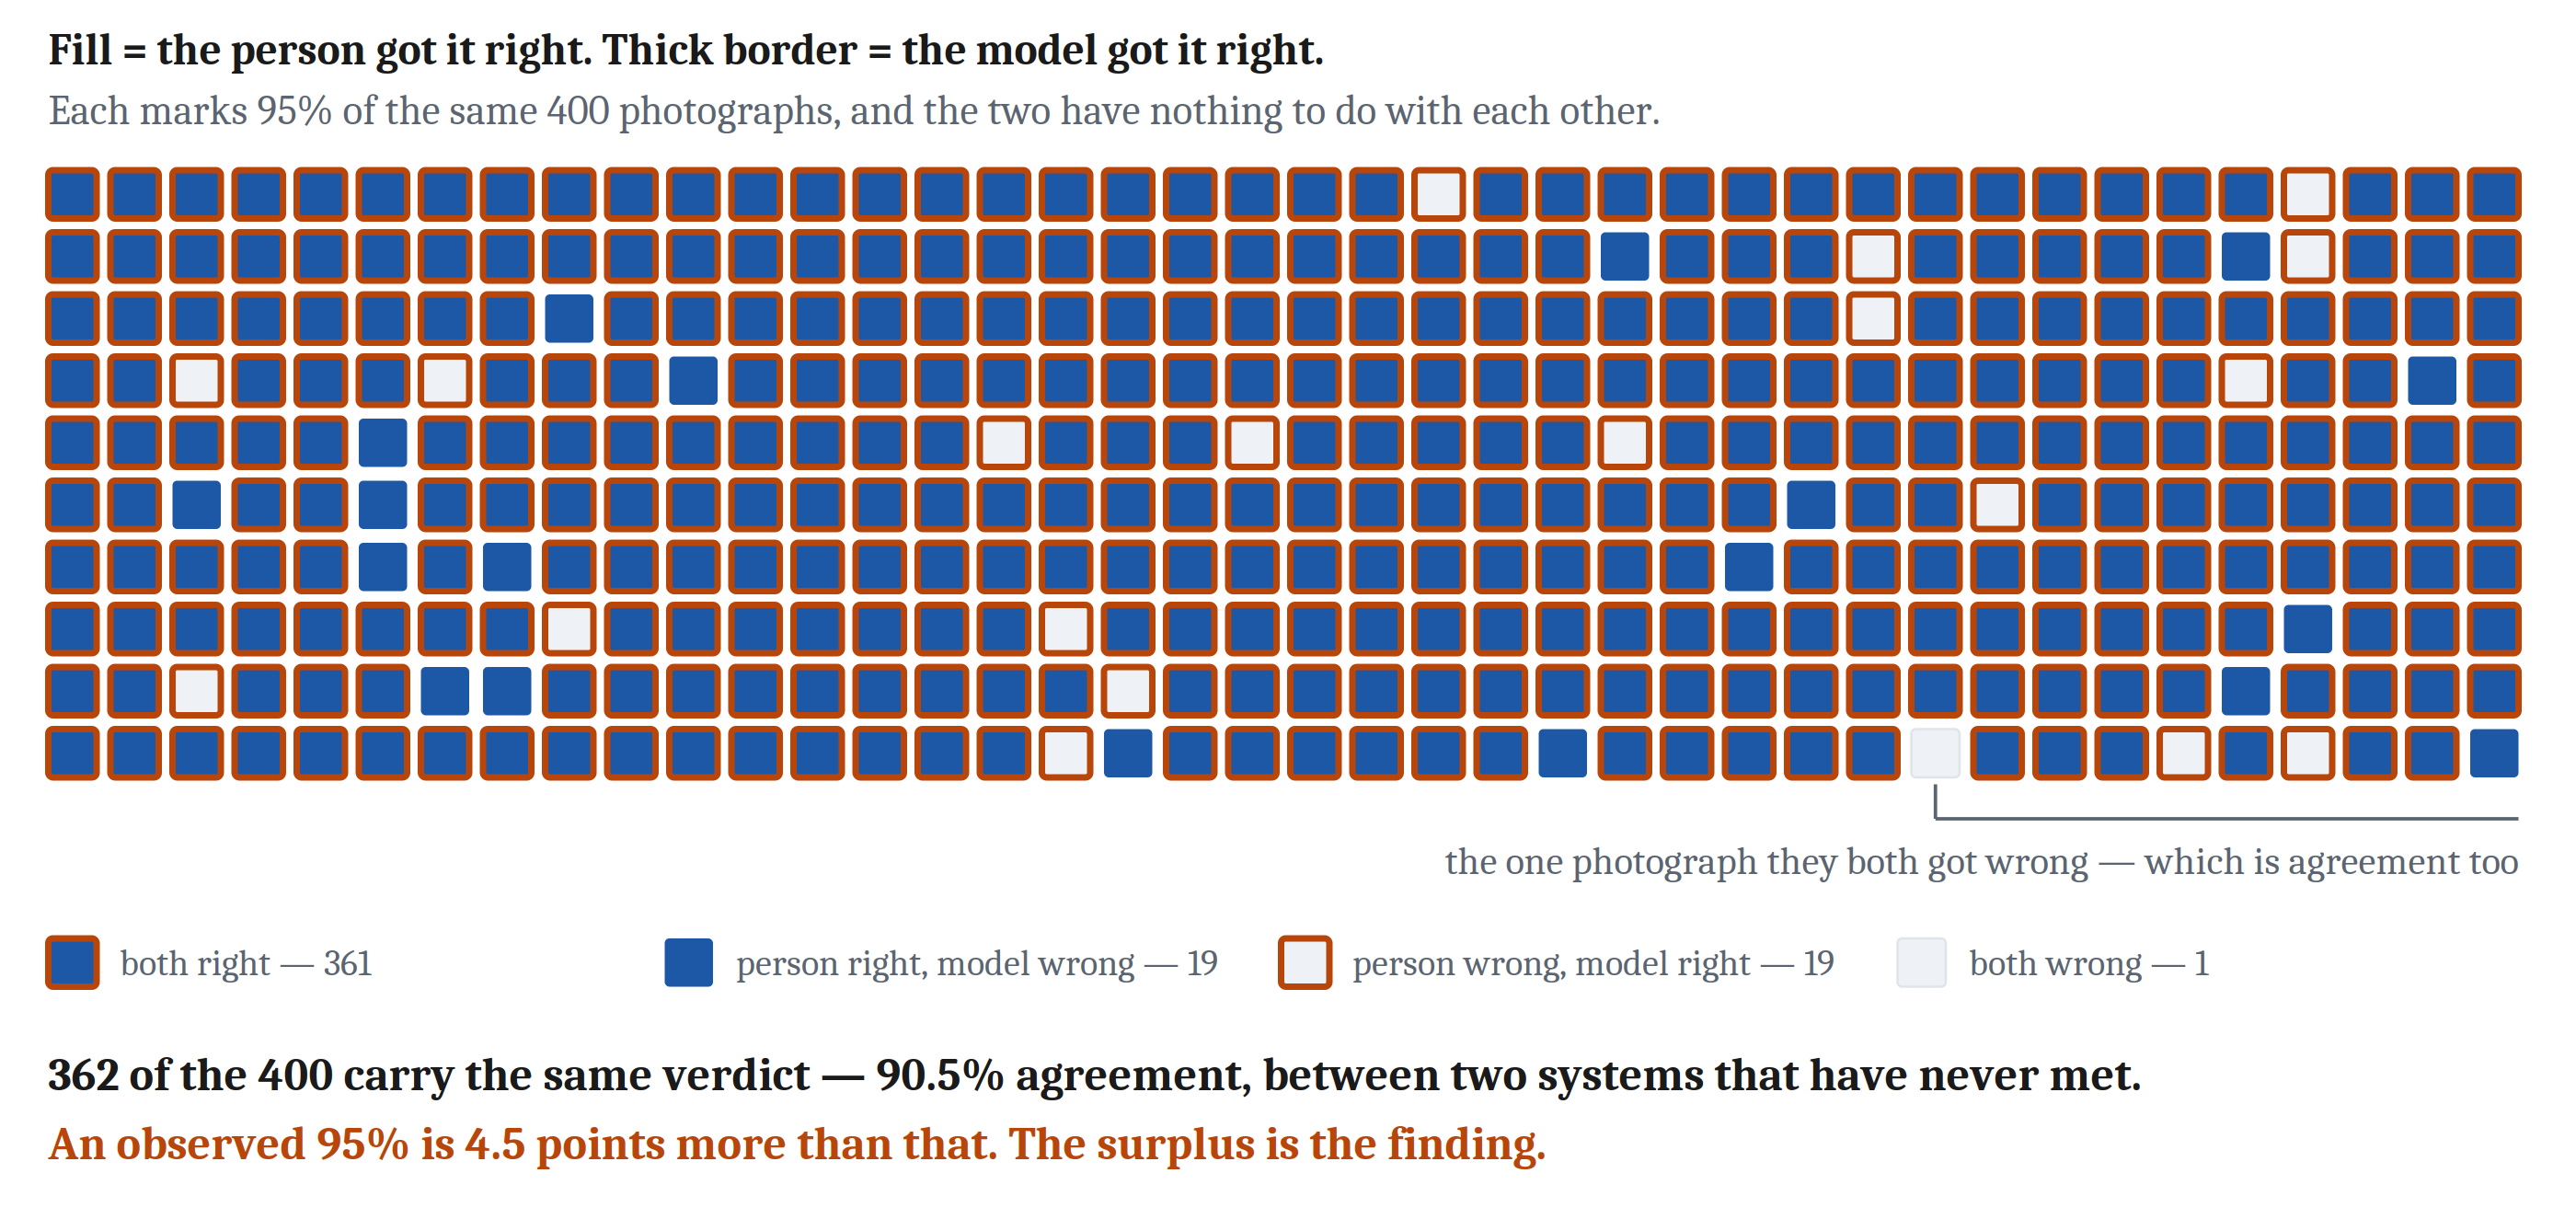 Fill = the person got it right. Thick border = the model got it right.
Each marks 95% of the same 400 photographs, and the two have nothing to do with each other.
the one photograph they both got wrong — which is agreement too
both right — 361
person right, model wrong — 19
person wrong, model right — 19
both wrong — 1
362 of the 400 carry the same verdict — 90.5% agreement, between two systems that have never met.
An observed 95% is 4.5 points more than that. The surplus is the finding.